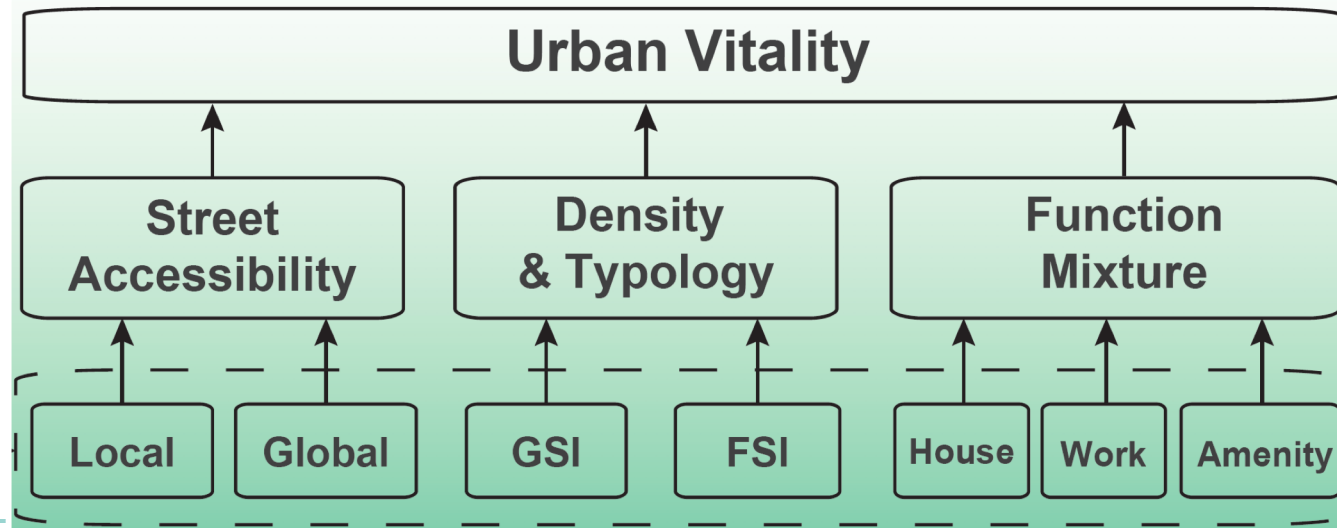 Urban Vitality
Street
Accessibility
Density
& Typology
Function
Mixture
Local
Global
GSI
FSI
House
Work
Amenity